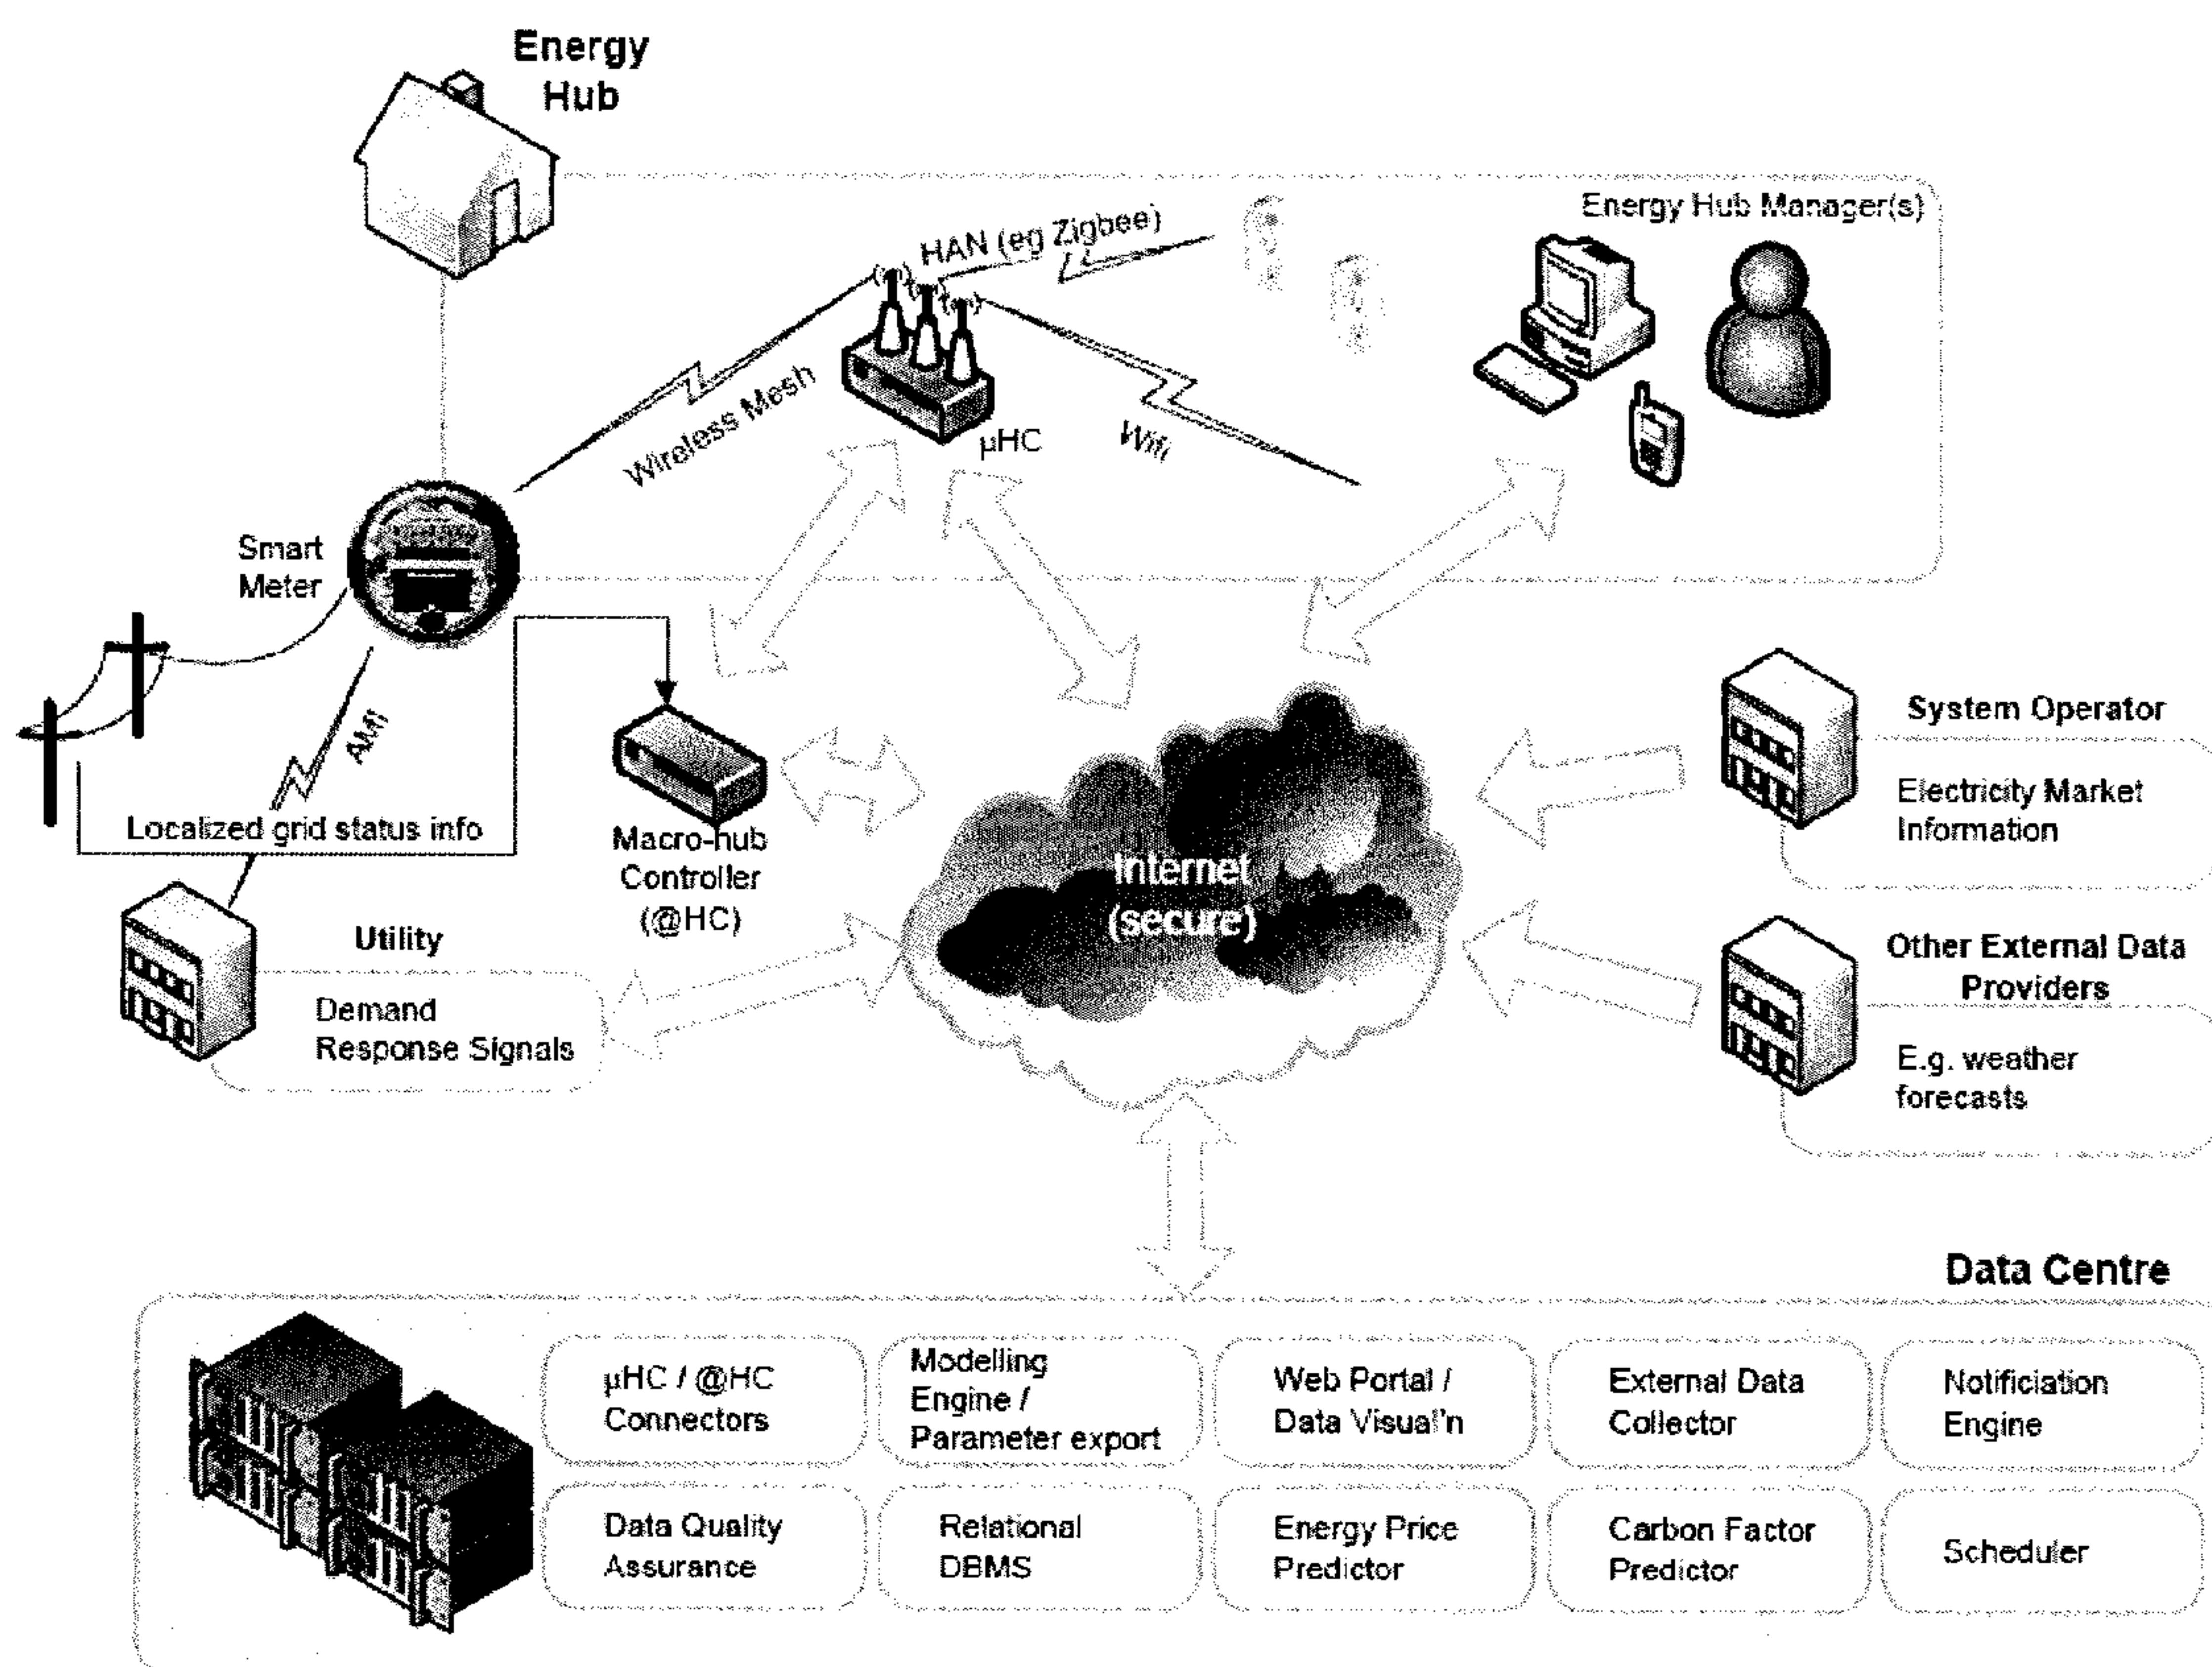 Energy
Hub
Energy Hub Manager(s)
HAN (eg Zigbee)
Wireless Mesh
µHC
Wifi
Smart
Meter
AMI
Localized grid status info
Macro-hub
Controller
(@HC)
Internet
(secure)
System Operator
Electricity Market
Information
Utility
Demand
Response Signals
Other External Data
Providers
E.g. weather
forecasts
Data Centre
µHC / @HC
Connectors
Modelling
Engine /
Parameter export
Web Portal /
Data Visual'n
External Data
Collector
Notificiation
Engine
Data Quality
Assurance
Relational
DBMS
Energy Price
Predictor
Carbon Factor
Predictor
Scheduler